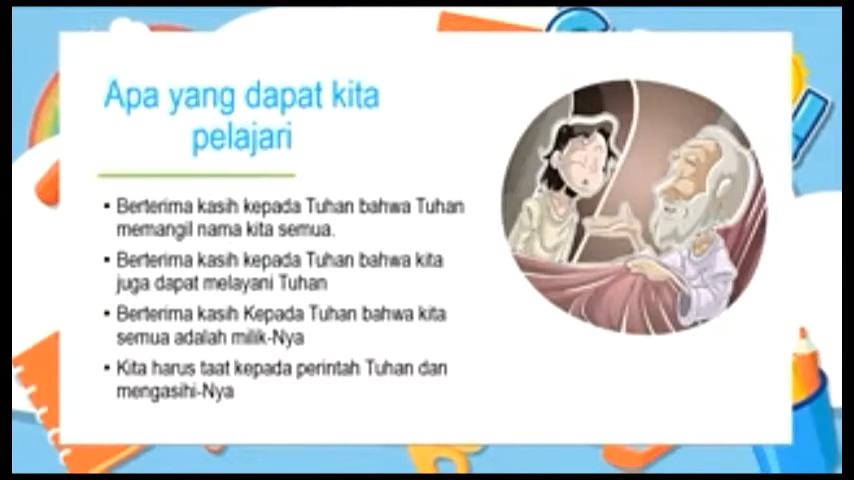 Apa yang dapat kita
pelajari
• Berterima kasih kepada Tuhan bahwa Tuhan
memangil nama kita semua.
• Berterima kasih kepada Tuhan bahwa kita
juga dapat melayani Tuhan
• Berterima kasih Kepada Tuhan bahwa kita
semua adalah milik-Nya
• Kita harus taat kepada perintah Tuhan dan
mengasihi-Nya